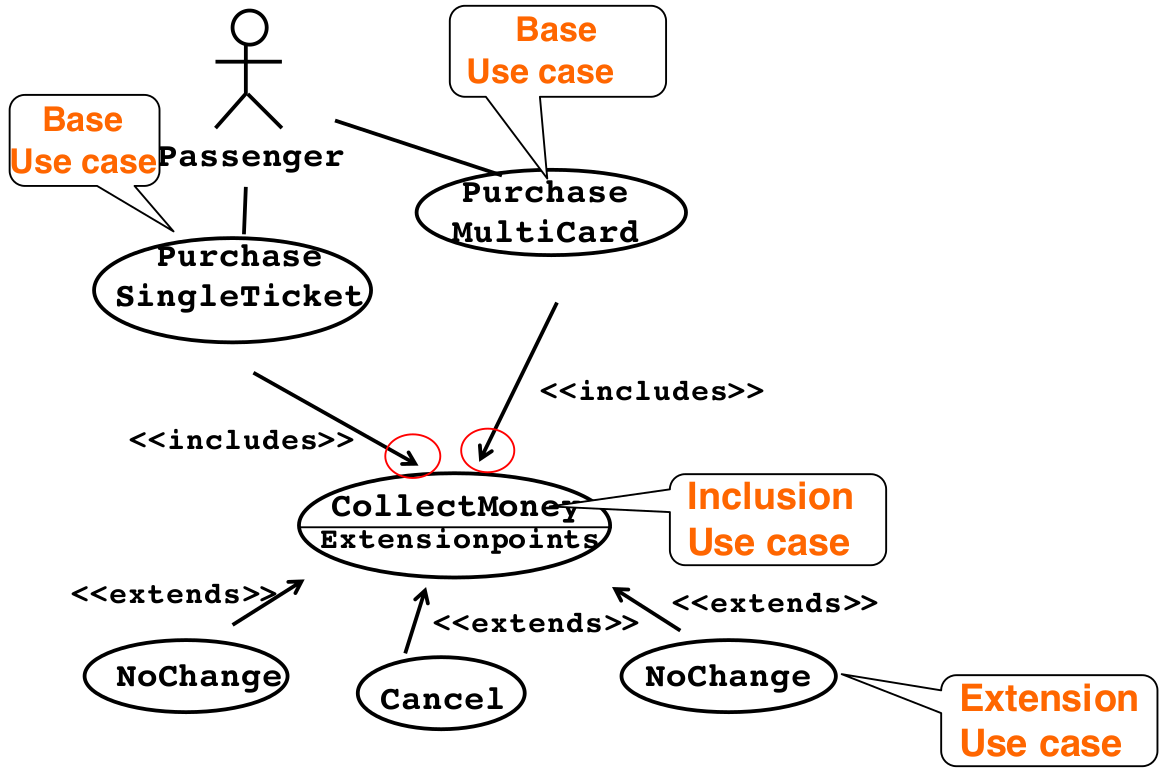 Base
Use case
Base
Use case
Passenger
Purchase
MultiCard
Purchase
SingleTicket
<<includes>>
<<includes>>
CollectMoney
Extensionpoints
Inclusion
Use case
<<extends>>
<<extends>>
<<extends>>
NoChange
Cancel
NoChange
Extension
Use case